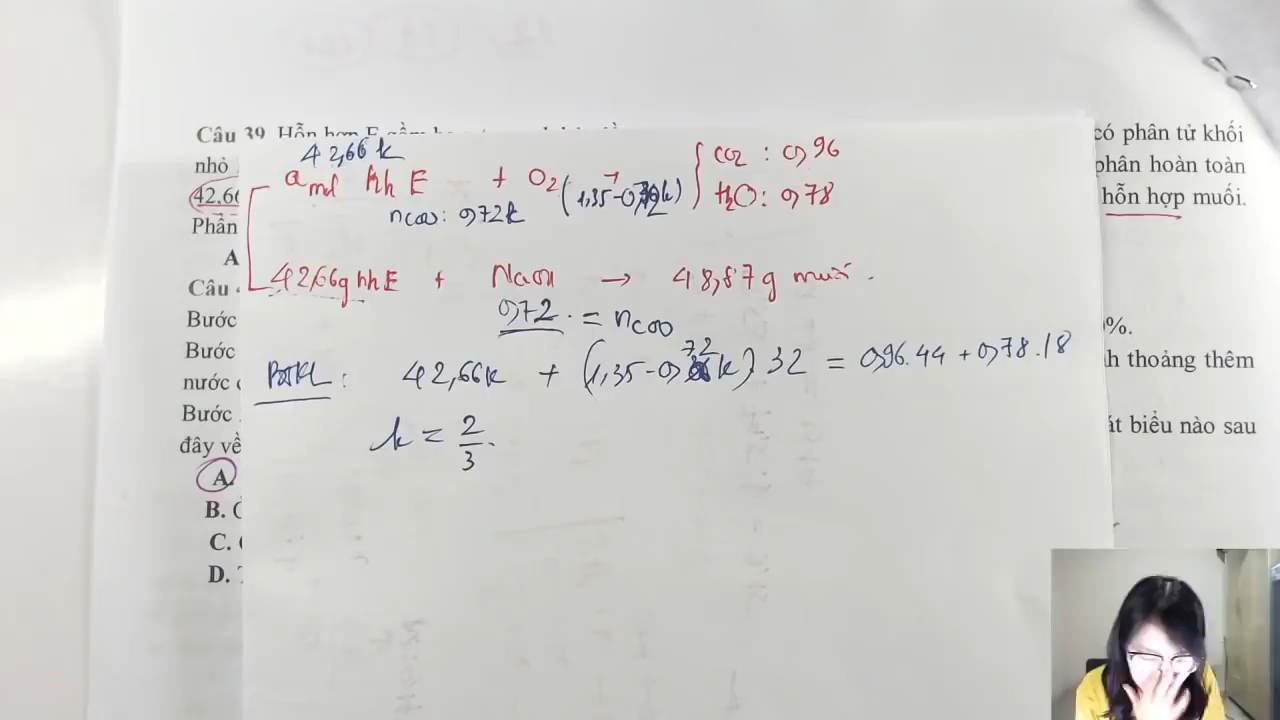 Câu 39. Hỗn hợp E gồm
có phân tử khối
nhỏ
phân hoàn toàn
42,66
hỗn hợp muối.
Phần
A
Câu
Bước
%.
Bước
h thoảng thêm
nước
Bước
át biểu nào sau
đây về
A.
B. C
C.
D. T
42,66k
a mol hh E + O2 (1,35-0,72k) → CO2 : 0,96
H2O : 0,78
nCOO: 0,72k
42,66g hh E + NaOH → 48,87g muối.
0,72 = nCOO
BTKL : 42,66k + (1,35-0,72k).32 = 0,96.44 + 0,78.18
k = 2/3.